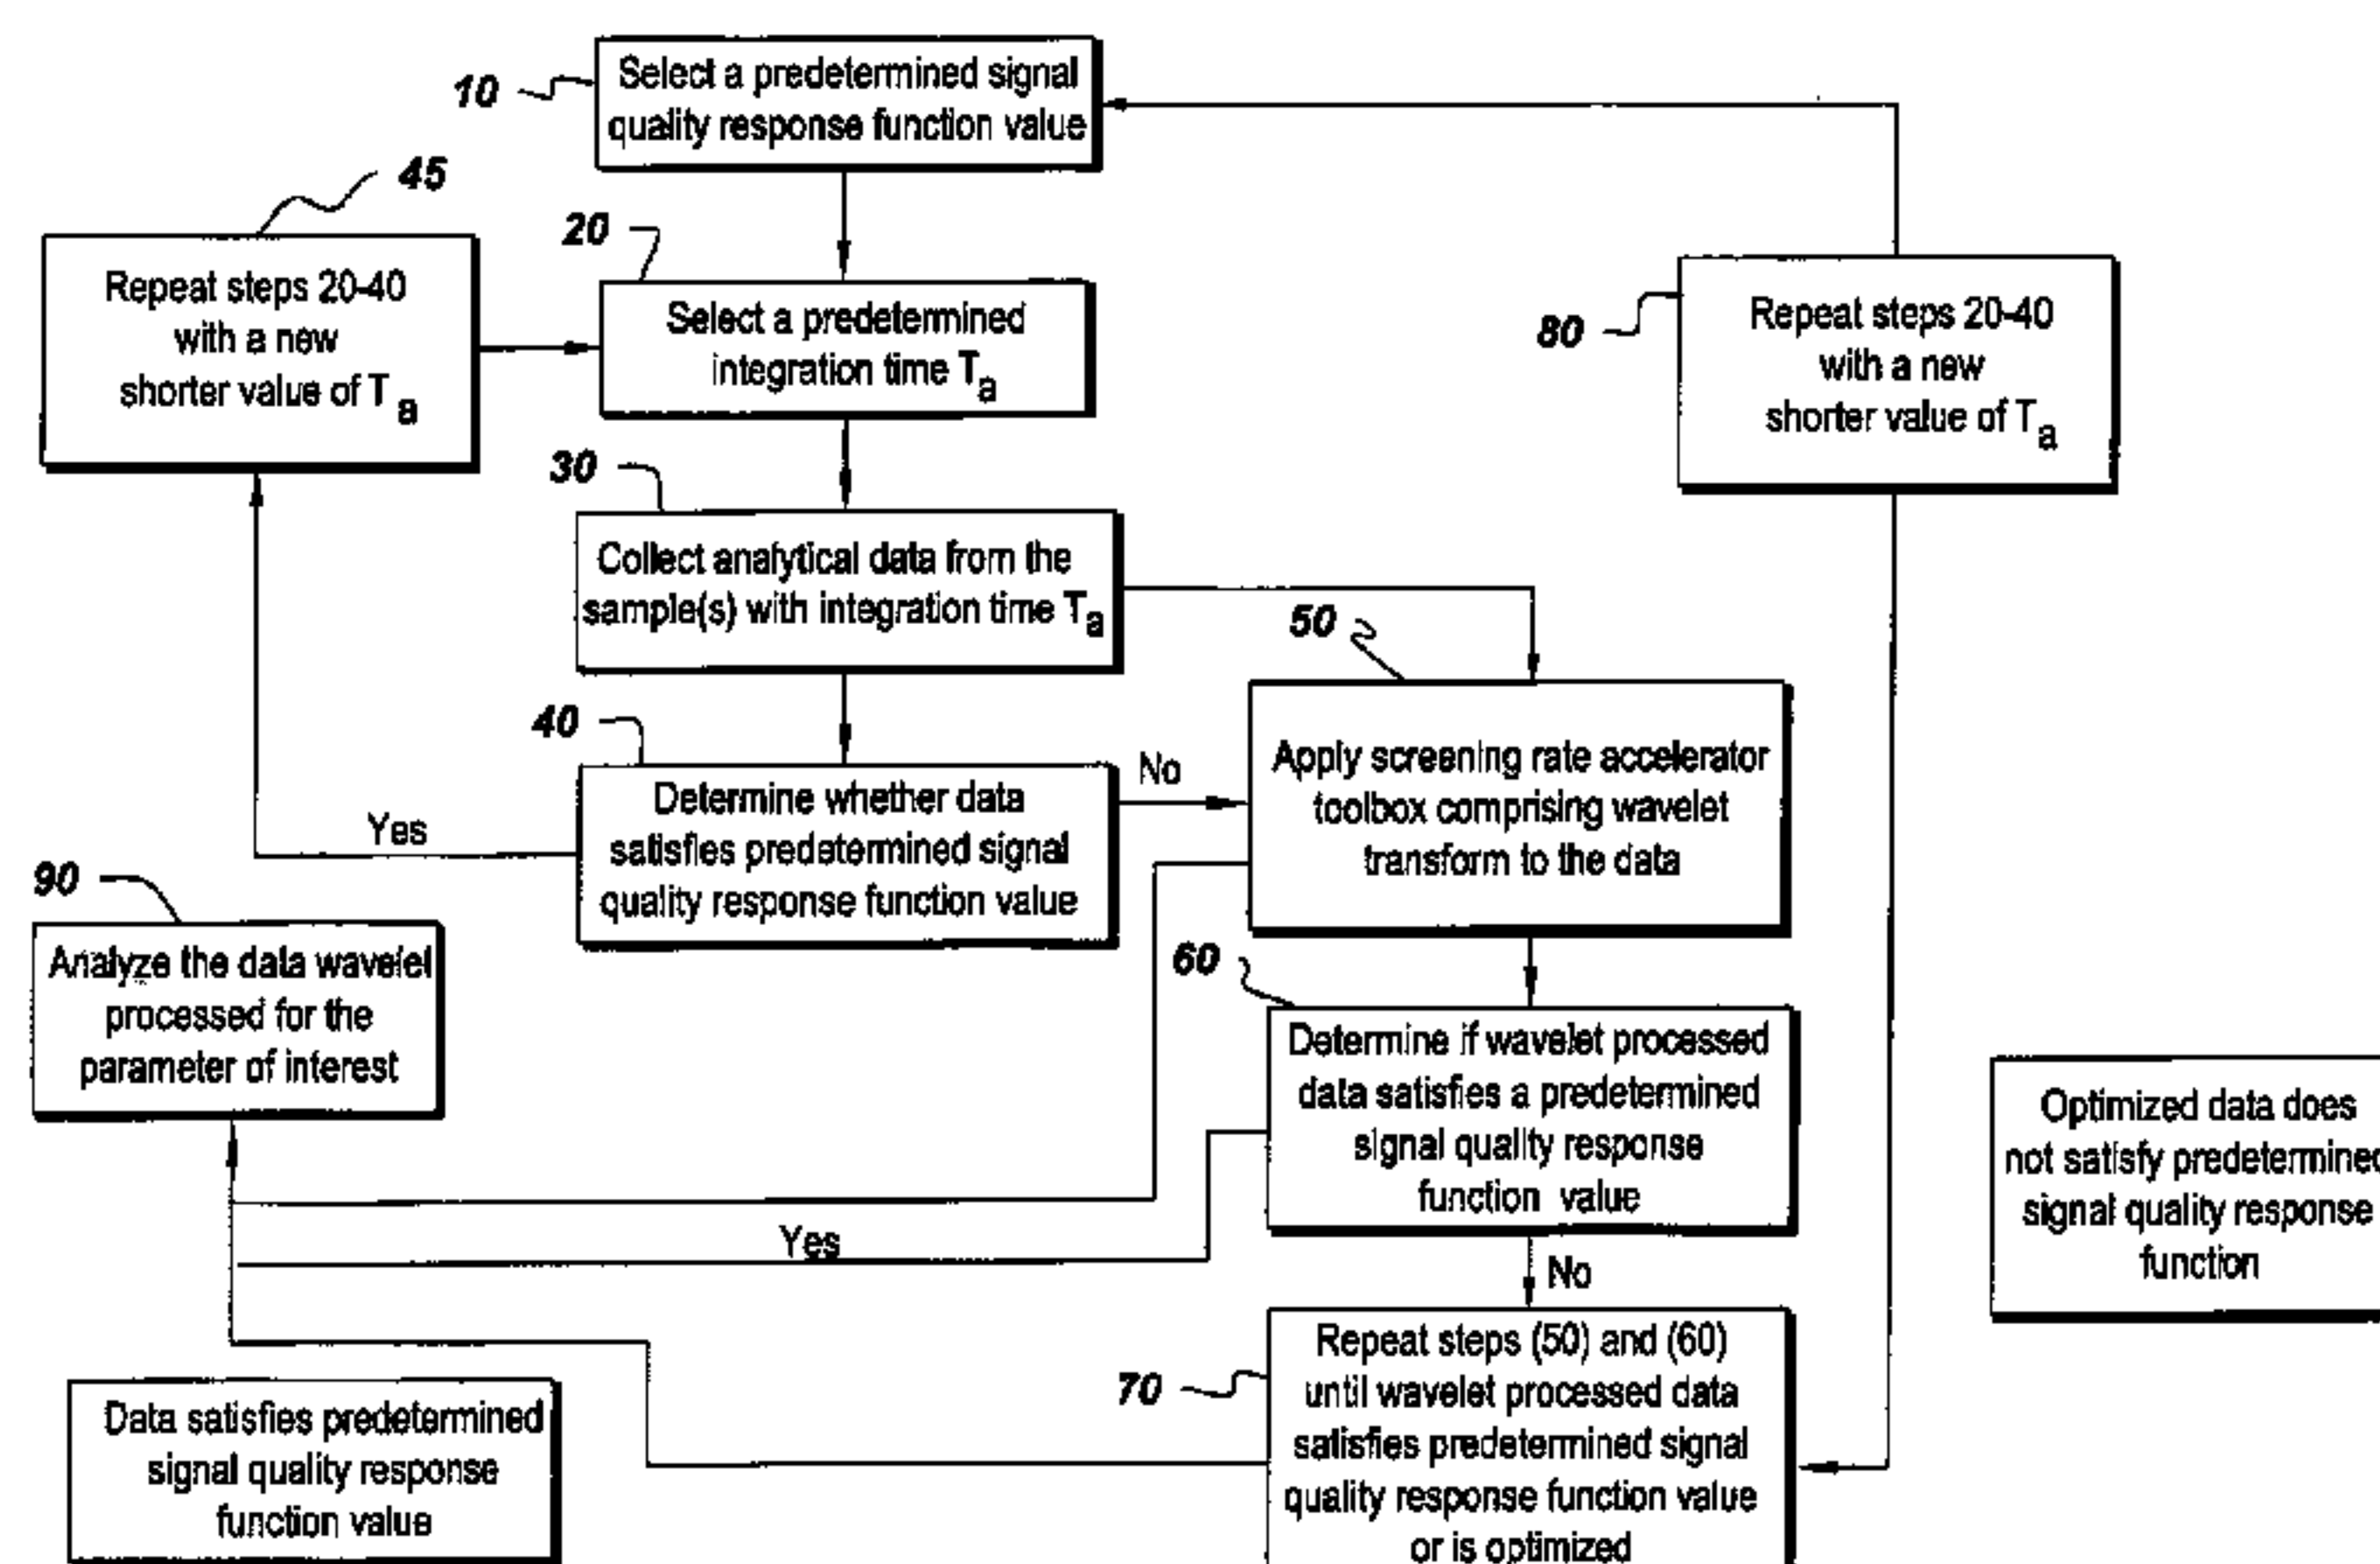 10
Select a predetermined signal
quality response function value
45
Repeat steps 20-40
with a new
shorter value of Ta
20
Select a predetermined
integration time Ta
80
Repeat steps 20-40
with a new
shorter value of Ta
30
Collect analytical data from the
sample(s) with integration time Ta
50
Apply screening rate accelerator
toolbox comprising wavelet
transform to the data
40
Determine whether data
satisfies predetermined signal
quality response function value
No
Yes
90
Analyze the data wavelet
processed for the
parameter of interest
60
Determine if wavelet processed
data satisfies a predetermined
signal quality response
function value
Optimized data does
not satisfy predetermined
signal quality response
function
Yes
No
70
Repeat steps (50) and (60)
until wavelet processed data
satisfies predetermined signal
quality response function value
or is optimized
Data satisfies predetermined
signal quality response
function value